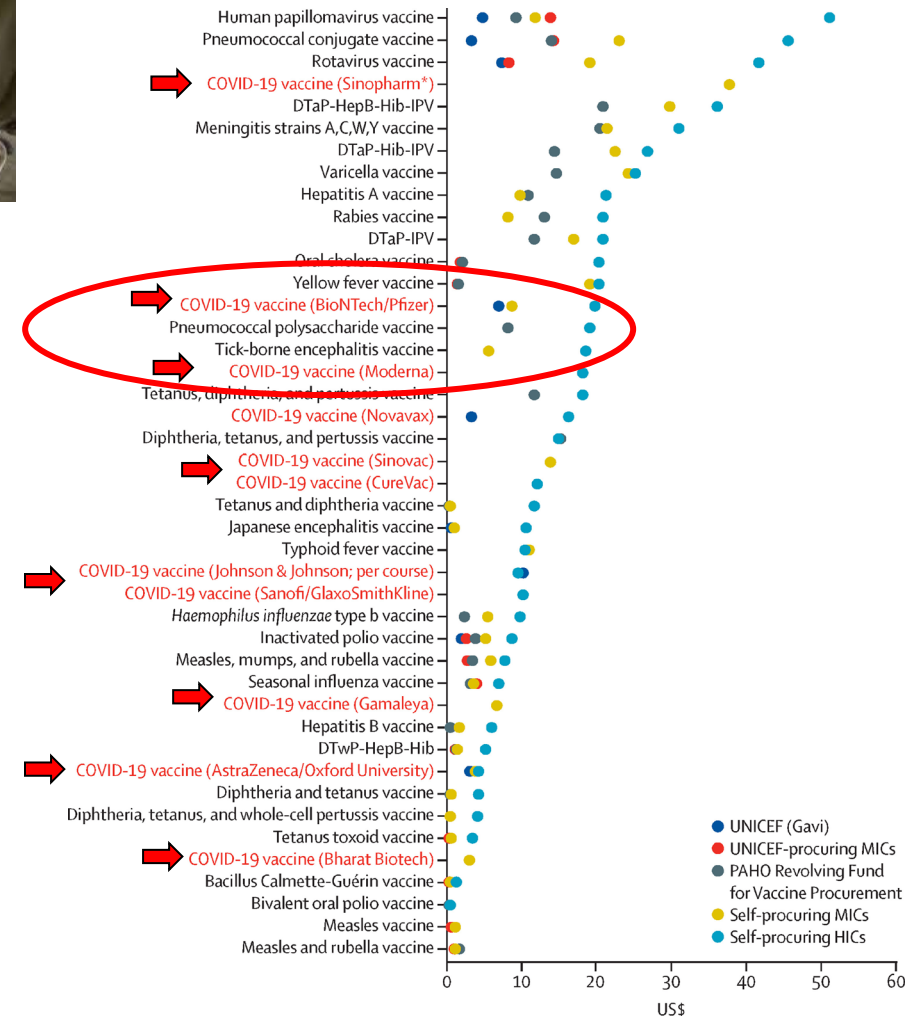 Human papillomavirus vaccine
Pneumococcal conjugate vaccine
Rotavirus vaccine
COVID-19 vaccine (Sinopharm*)
DTaP-HepB-Hib-IPV
Meningitis strains A,C,W,Y vaccine
DTaP-Hib-IPV
Varicella vaccine
Hepatitis A vaccine
Rabies vaccine
DTaP-IPV
Oral cholera vaccine
Yellow fever vaccine
COVID-19 vaccine (BioNTech/Pfizer)
Pneumococcal polysaccharide vaccine
Tick-borne encephalitis vaccine
COVID-19 vaccine (Moderna)
Tetanus, diphtheria, and pertussis vaccine
COVID-19 vaccine (Novavax)
Diphtheria, tetanus, and pertussis vaccine
COVID-19 vaccine (Sinovac)
COVID-19 vaccine (CureVac)
Tetanus and diphtheria vaccine
Japanese encephalitis vaccine
Typhoid fever vaccine
COVID-19 vaccine (Johnson & Johnson; per course)
COVID-19 vaccine (Sanofi/GlaxoSmithKline)
Haemophilus influenzae type b vaccine
Inactivated polio vaccine
Measles, mumps, and rubella vaccine
Seasonal influenza vaccine
COVID-19 vaccine (Gamaleya)
Hepatitis B vaccine
DTwP-HepB-Hib
COVID-19 vaccine (AstraZeneca/Oxford University)
Diphtheria and tetanus vaccine
Diphtheria, tetanus, and whole-cell pertussis vaccine
Tetanus toxoid vaccine
COVID-19 vaccine (Bharat Biotech)
Bacillus Calmette-Guérin vaccine
Bivalent oral polio vaccine
Measles vaccine
Measles and rubella vaccine
UNICEF (Gavi)
UNICEF-procuring MICs
PAHO Revolving Fund
for Vaccine Procurement
Self-procuring MICs
Self-procuring HICs
0 10 20 30 40 50 60
US$